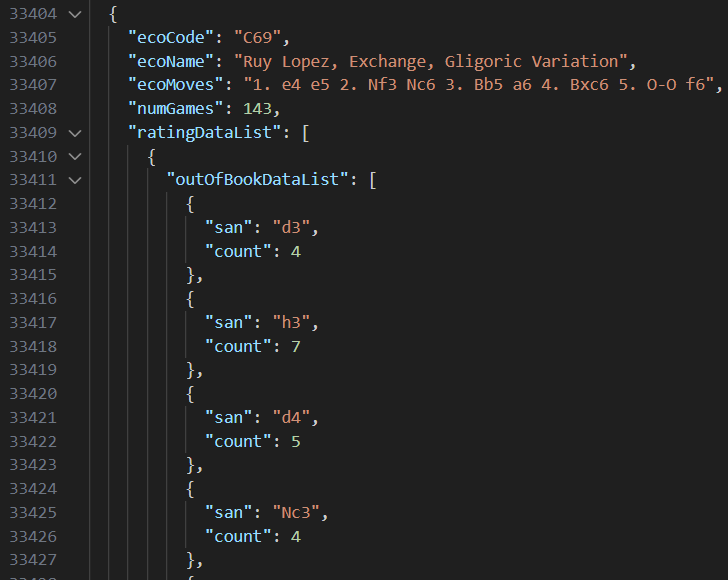 33404 {
33405 "ecoCode": "C69",
33406 "ecoName": "Ruy Lopez, Exchange, Gligoric Variation",
33407 "ecoMoves": "1. e4 e5 2. Nf3 Nc6 3. Bb5 a6 4. Bxc6 5. O-O f6",
33408 "numGames": 143,
33409 "ratingDataList": [
33410 {
33411 "outOfBookDataList": [
33412 {
33413 "san": "d3",
33414 "count": 4
33415 },
33416 {
33417 "san": "h3",
33418 "count": 7
33419 },
33420 {
33421 "san": "d4",
33422 "count": 5
33423 },
33424 {
33425 "san": "Nc3",
33426 "count": 4
33427 },